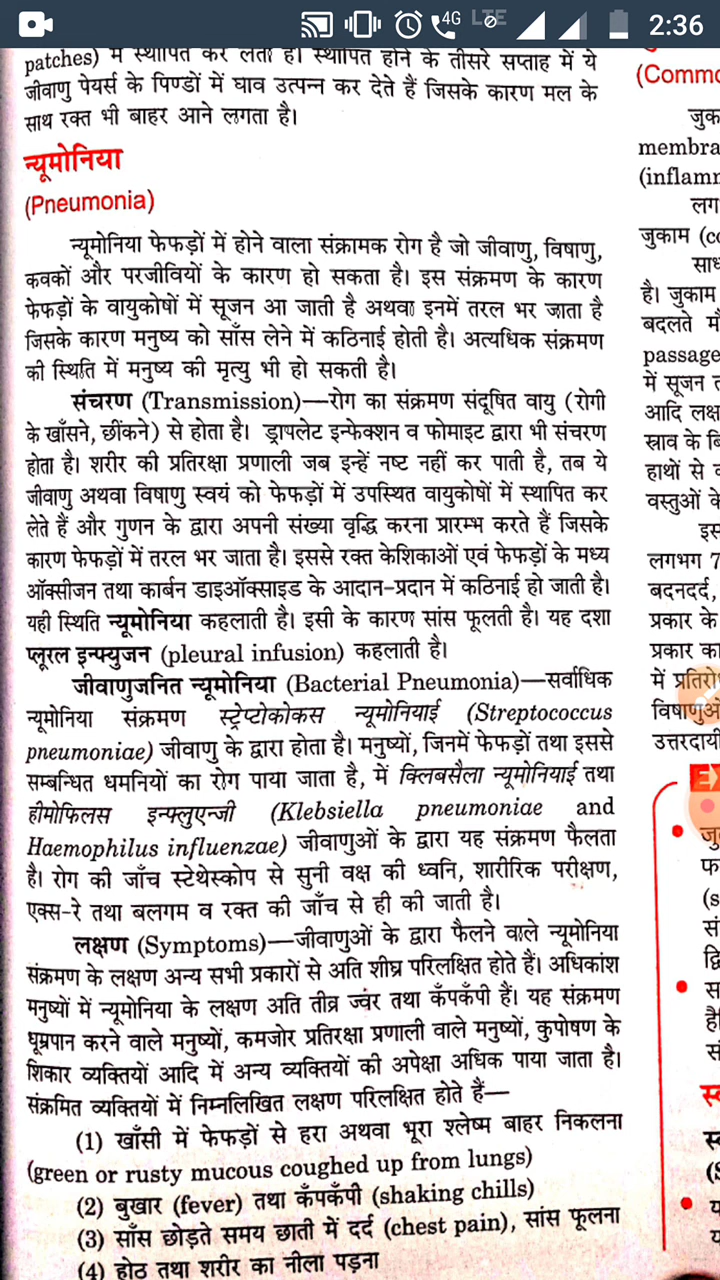 4G LTE 2:36
patches) में स्थापित कर लेता है। स्थापित होने के तीसरे सप्ताह में ये
जीवाणु पेयर्स के पिण्डों में घाव उत्पन्न कर देते हैं जिसके कारण मल के
साथ रक्त भी बाहर आने लगता है।
न्यूमोनिया
(Pneumonia)
न्यूमोनिया फेफड़ों में होने वाला संक्रामक रोग है जो जीवाणु, विषाणु,
कवकों और परजीवियों के कारण हो सकता है। इस संक्रमण के कारण
फेफड़ों के वायुकोषों में सूजन आ जाती है अथवा इनमें तरल भर जाता है
जिसके कारण मनुष्य को साँस लेने में कठिनाई होती है। अत्यधिक संक्रमण
की स्थिति में मनुष्य की मृत्यु भी हो सकती है।
संचरण (Transmission)—रोग का संक्रमण संदूषित वायु (रोगी
के खाँसने, छींकने) से होता है। ड्रापलेट इन्फेक्शन व फोमाइट द्वारा भी संचरण
होता है। शरीर की प्रतिरक्षा प्रणाली जब इन्हें नष्ट नहीं कर पाती है, तब ये
जीवाणु अथवा विषाणु स्वयं को फेफड़ों में उपस्थित वायुकोषों में स्थापित कर
लेते हैं और गुणन के द्वारा अपनी संख्या वृद्धि करना प्रारम्भ करते हैं जिसके
कारण फेफड़ों में तरल भर जाता है। इससे रक्त केशिकाओं एवं फेफड़ों के मध्य
ऑक्सीजन तथा कार्बन डाइऑक्साइड के आदान-प्रदान में कठिनाई हो जाती है।
यही स्थिति न्यूमोनिया कहलाती है। इसी के कारण सांस फूलती है। यह दशा
प्लूरल इन्फ्युजन (pleural infusion) कहलाती है।
जीवाणुजनित न्यूमोनिया (Bacterial Pneumonia)—सर्वाधिक
न्यूमोनिया संक्रमण स्ट्रेप्टोकोकस न्यूमोनियाई (Streptococcus
pneumoniae) जीवाणु के द्वारा होता है। मनुष्यों, जिनमें फेफड़ों तथा इससे
सम्बन्धित धमनियों का रोग पाया जाता है, में क्लिबसैला न्यूमोनियाई तथा
हीमोफिलस इन्फ्लुएन्जी (Klebsiella pneumoniae and
Haemophilus influenzae) जीवाणुओं के द्वारा यह संक्रमण फैलता
है। रोग की जाँच स्टेथेस्कोप से सुनी वक्ष की ध्वनि, शारीरिक परीक्षण,
एक्स-रे तथा बलगम व रक्त की जाँच से ही की जाती है।
लक्षण (Symptoms)—जीवाणुओं के द्वारा फैलने वाले न्यूमोनिया
संक्रमण के लक्षण अन्य सभी प्रकारों से अति शीघ्र परिलक्षित होते हैं। अधिकांश
मनुष्यों में न्यूमोनिया के लक्षण अति तीव्र ज्वर तथा कँपकँपी हैं। यह संक्रमण
धूम्रपान करने वाले मनुष्यों, कमजोर प्रतिरक्षा प्रणाली वाले मनुष्यों, कुपोषण के
शिकार व्यक्तियों आदि में अन्य व्यक्तियों की अपेक्षा अधिक पाया जाता है।
संक्रमित व्यक्तियों में निम्नलिखित लक्षण परिलक्षित होते हैं—
(1) खाँसी में फेफड़ों से हरा अथवा भूरा श्लेष्म बाहर निकलना
(green or rusty mucous coughed up from lungs)
(2) बुखार (fever) तथा कँपकँपी (shaking chills)
(3) साँस छोड़ते समय छाती में दर्द (chest pain), सांस फूलना
(4) होठ तथा शरीर का नीला पड़ना
(Commo
जुक
membra
(inflamm
लग
जुकाम (co
साध
है। जुकाम
बदलते मौ
passage
में सूजन त
आदि लक्ष
स्राव के बि
हाथों से व
वस्तुओं के
इस
लगभग 7
बदनदर्द,
प्रकार के
प्रकार का
में प्रतिरो
विषाणुओं
उत्तरदायी
जु
फ
(s
सं
द्वि
स
है
सं
स्व
स्
(S